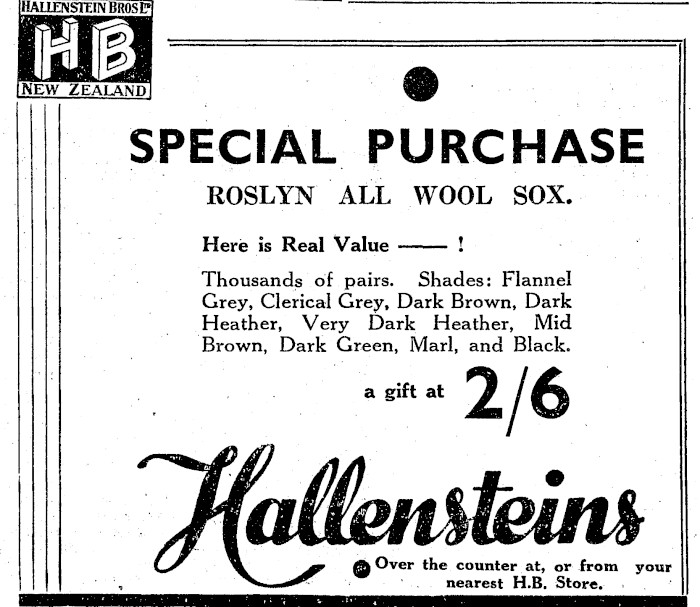 HALLENSTEIN BROS LTD
HB
NEW ZEALAND
SPECIAL PURCHASE
ROSLYN ALL WOOL SOX.
Here is Real Value —— !
Thousands of pairs. Shades: Flannel
Grey, Clerical Grey, Dark Brown, Dark
Heather, Very Dark Heather, Mid
Brown, Dark Green, Marl, and Black.
a gift at 2/6
Hallensteins
Over the counter at, or from your
nearest H.B. Store.